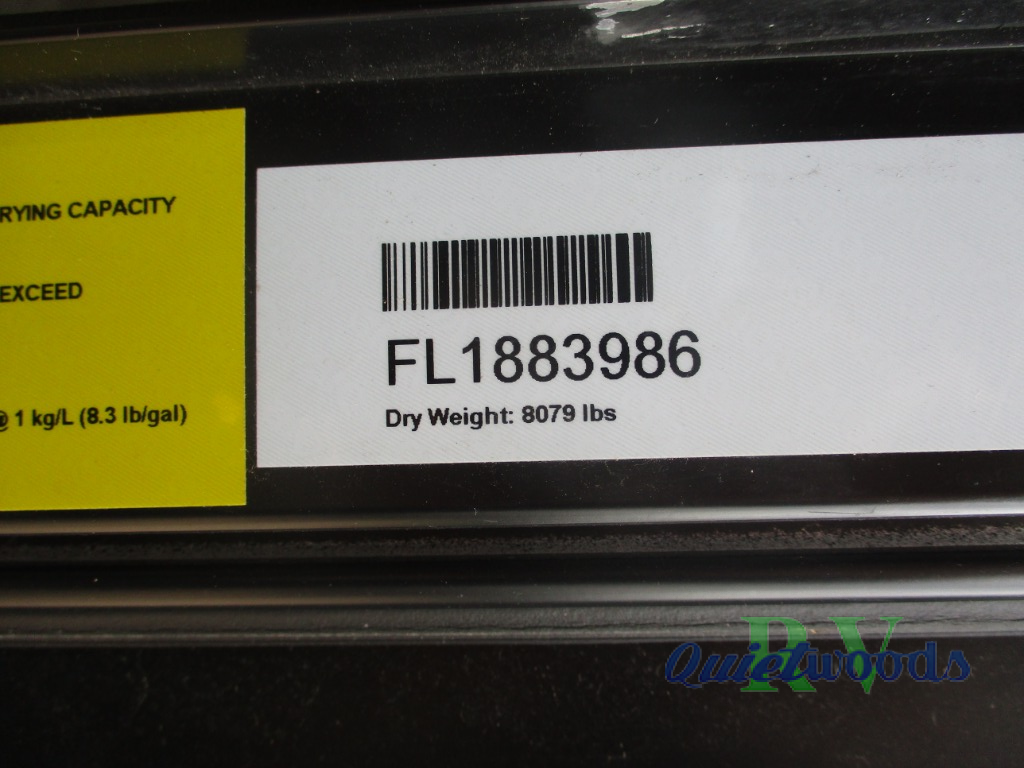 RYING CAPACITY
EXCEED
@ 1 kg/L (8.3 lb/gal)
FL1883986
Dry Weight: 8079 lbs
Quietwoods RV